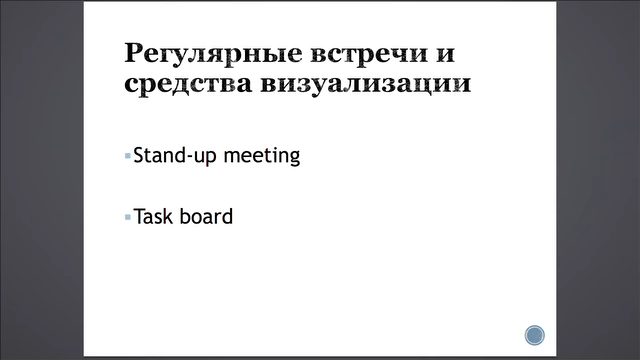 Регулярные встречи и
средства визуализации
Stand-up meeting
Task board